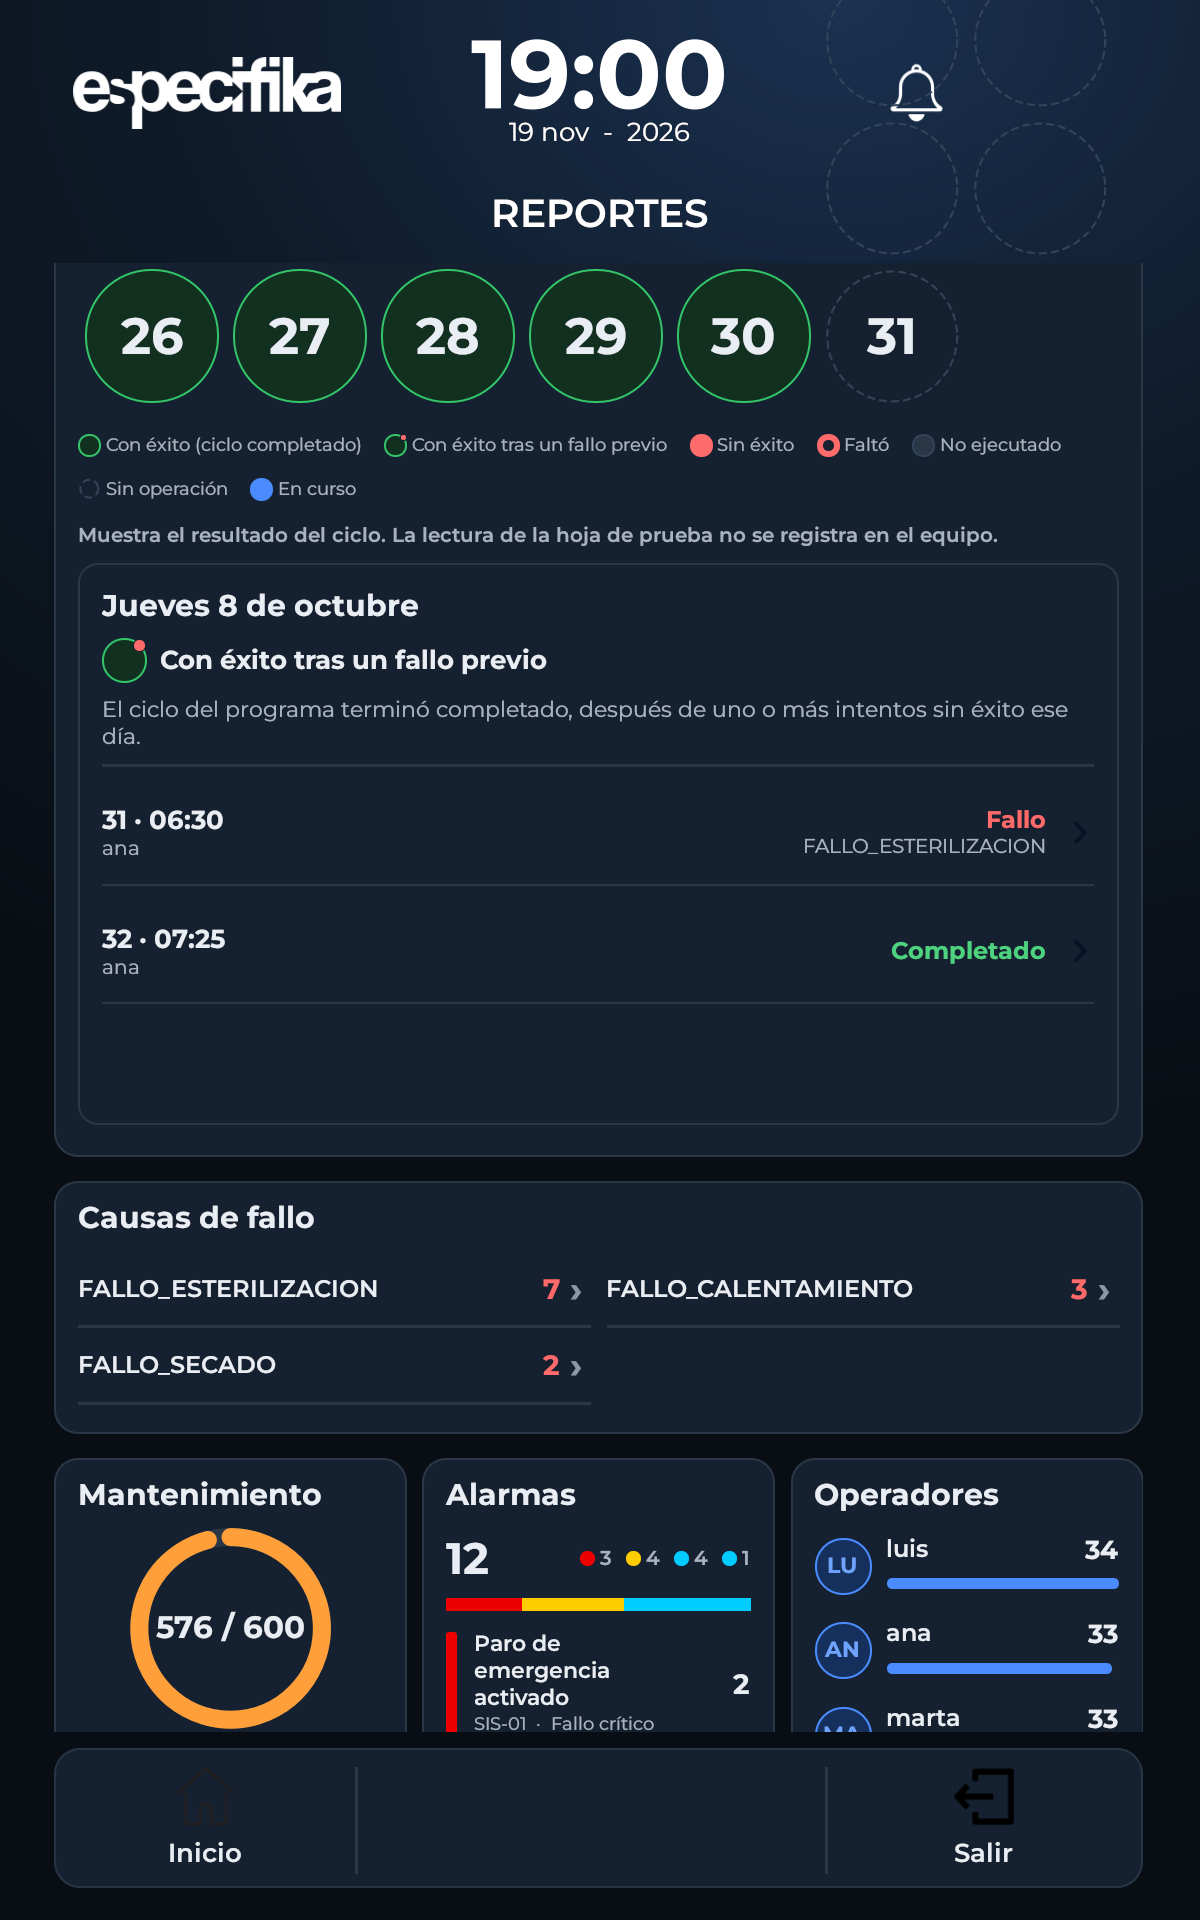 especifika
19:00
19 nov - 2026
REPORTES
26 27 28 29 30 31
Con éxito (ciclo completado) Con éxito tras un fallo previo Sin éxito Faltó No ejecutado
Sin operación En curso
Muestra el resultado del ciclo. La lectura de la hoja de prueba no se registra en el equipo.
Jueves 8 de octubre
Con éxito tras un fallo previo
El ciclo del programa terminó completado, después de uno o más intentos sin éxito ese
día.
31 · 06:30
ana
Fallo
FALLO_ESTERILIZACION
32 · 07:25
ana
Completado
Causas de fallo
FALLO_ESTERILIZACION 7 ›
FALLO_CALENTAMIENTO 3 ›
FALLO_SECADO 2 ›
Mantenimiento
576 / 600
Alarmas
12 3 4 4 1
Paro de
emergencia
activado
2
SIS-01 · Fallo crítico
Operadores
LU luis 34
AN ana 33
MA marta 33
Inicio
Salir